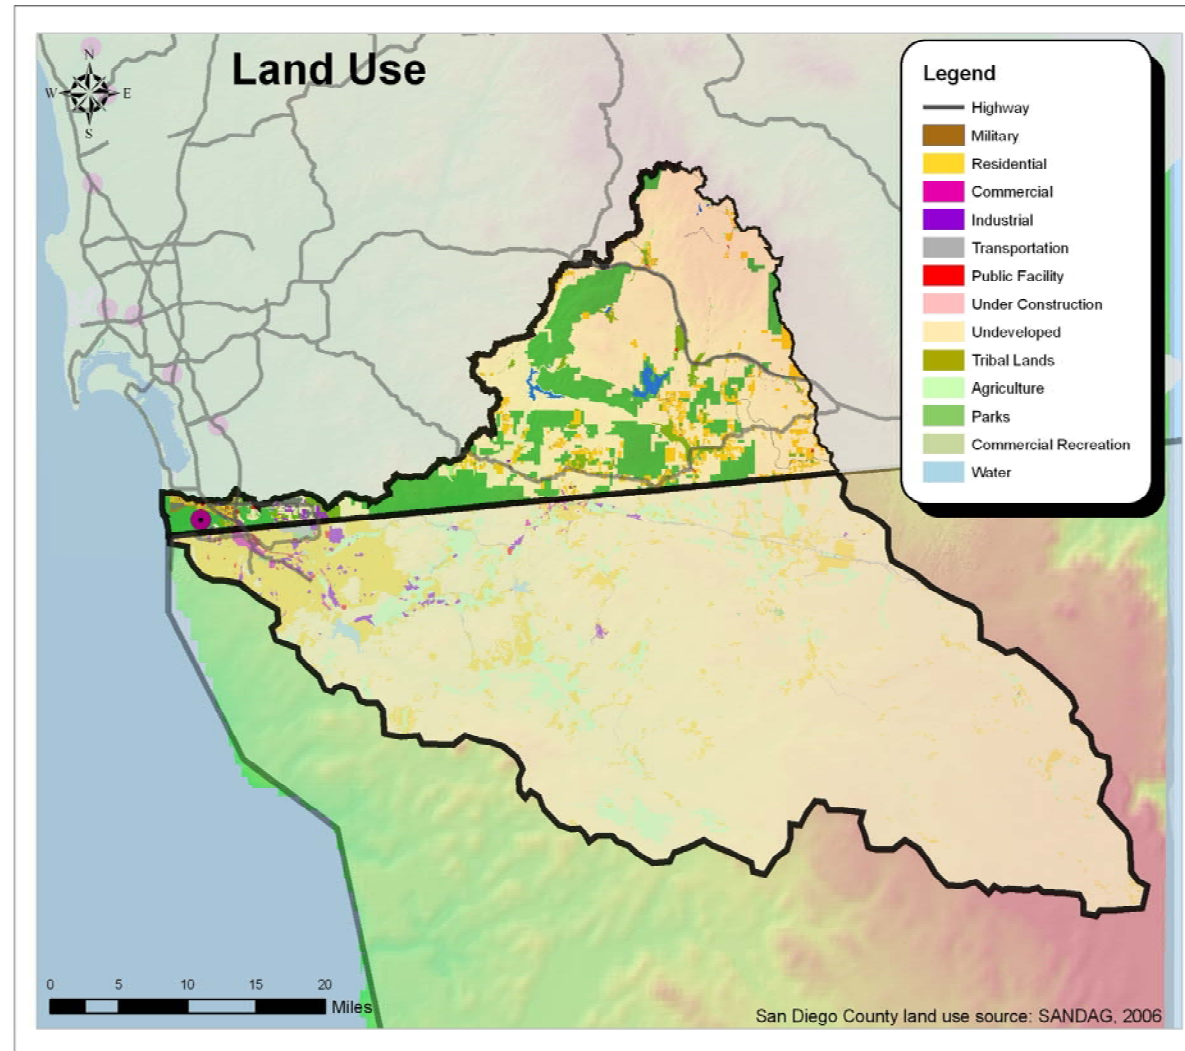 Land Use
N
W E
S
Legend
Highway
Military
Residential
Commercial
Industrial
Transportation
Public Facility
Under Construction
Undeveloped
Tribal Lands
Agriculture
Parks
Commercial Recreation
Water
0 5 10 15 20
Miles
San Diego County land use source: SANDAG, 2006